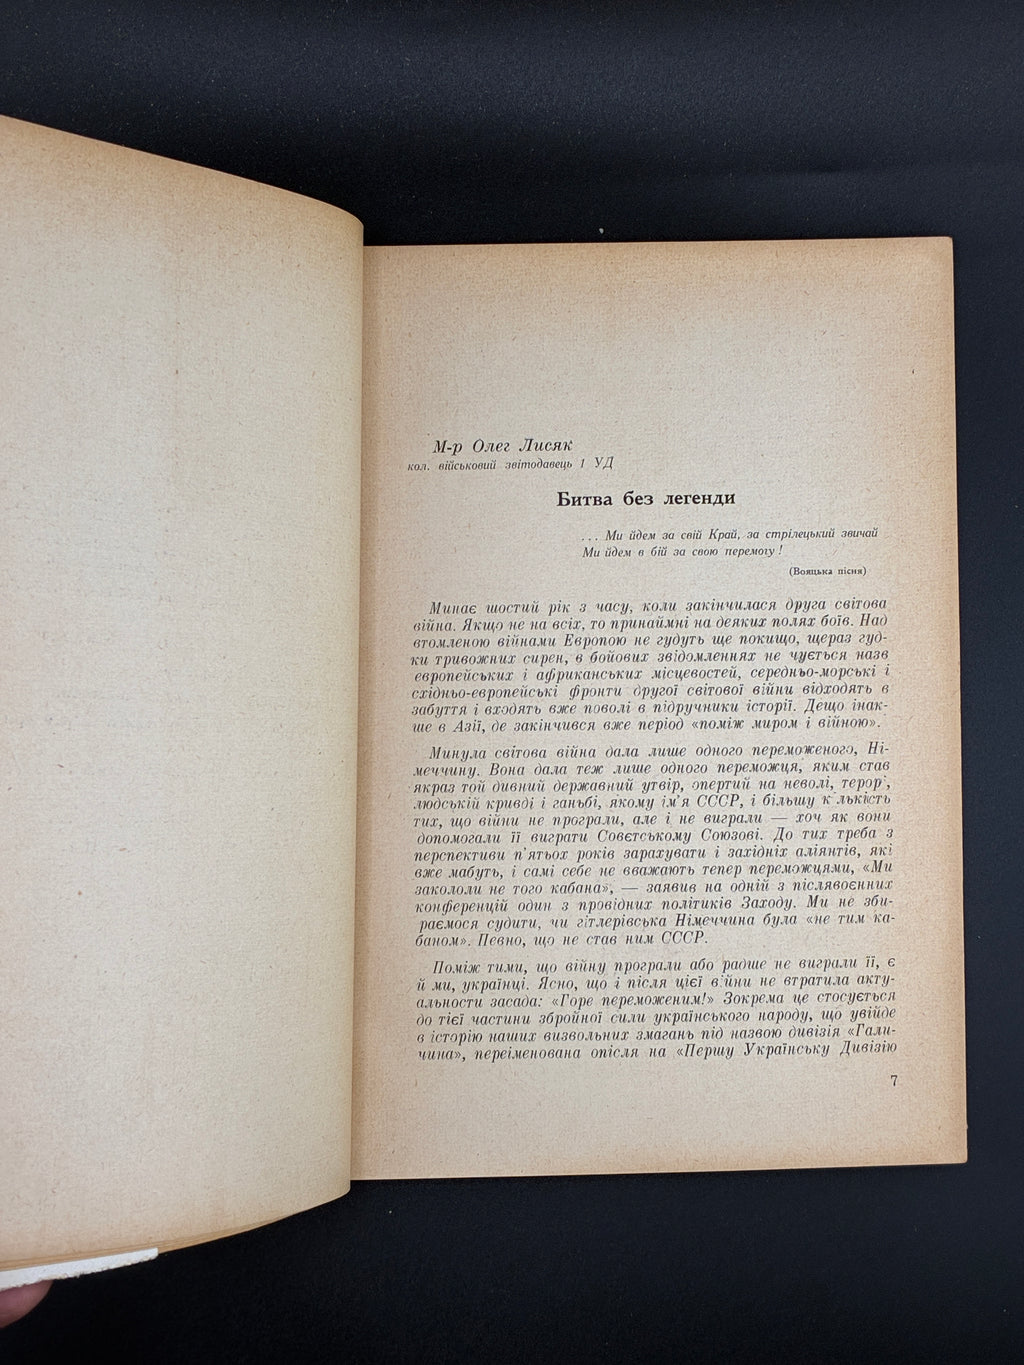 М-р Олег Лисяк
кол. військовий звітодавець 1 УД
Битва без легенди
... Ми йдем за свій Край, за стрілецький звичай
Ми йдем в бій за свою перемогу!
(Вояцька пісня)
Минає шостий рік з часу, коли закінчилася друга світова
війна. Якщо не на всіх, то принаймні на деяких полях боїв. Над
втомленою війнами Европою не гудуть ще покищо, щераз гуд-
ки тривожних сирен, в бойових звідомленнях не чується назв
европейських і африканських місцевостей, середньо-морські і
східньо-европейські фронти другої світової війни відходять в
забуття і входять вже поволі в підручники історії. Дещо інак-
ше в Азії, де закінчився вже період «поміж миром і війною».
Минула світова війна дала лише одного переможеного, Ні-
меччину. Вона дала теж лише одного переможця, яким став
якраз той дивний державний утвір, опертий на неволі, терорі,
людській кривді і ганьбі, якому ім'я СССР, і більшу к лькість
тих, що війни не програли, але і не виграли — хоч як вони
допомогали її виграти Совєтському Союзові. До тих треба з
перспективи п'ятьох років зарахувати і західніх аліянтів, які
вже мабуть, і самі себе не вважають тепер переможцями, «Ми
закололи не того кабана», — заявив на одній з післявоєнних
конференцій один з провідних політиків Заходу. Ми не зби-
раємося судити, чи гітлерівська Німеччина була «не тим ка-
баном». Певно, що не став ним СССР.
Поміж тими, що війну програли або радше не виграли її, є
й ми, українці. Ясно, що і після цієї війни не втратила акту-
альности засада: «Горе переможеним!» Зокрема це стосується
до тієї частини збройної сили українського народу, що увійде
в історію наших визвольних змагань під назвою дивізія «Гали-
чина», переіменована опісля на «Першу Українську Дивізію
7